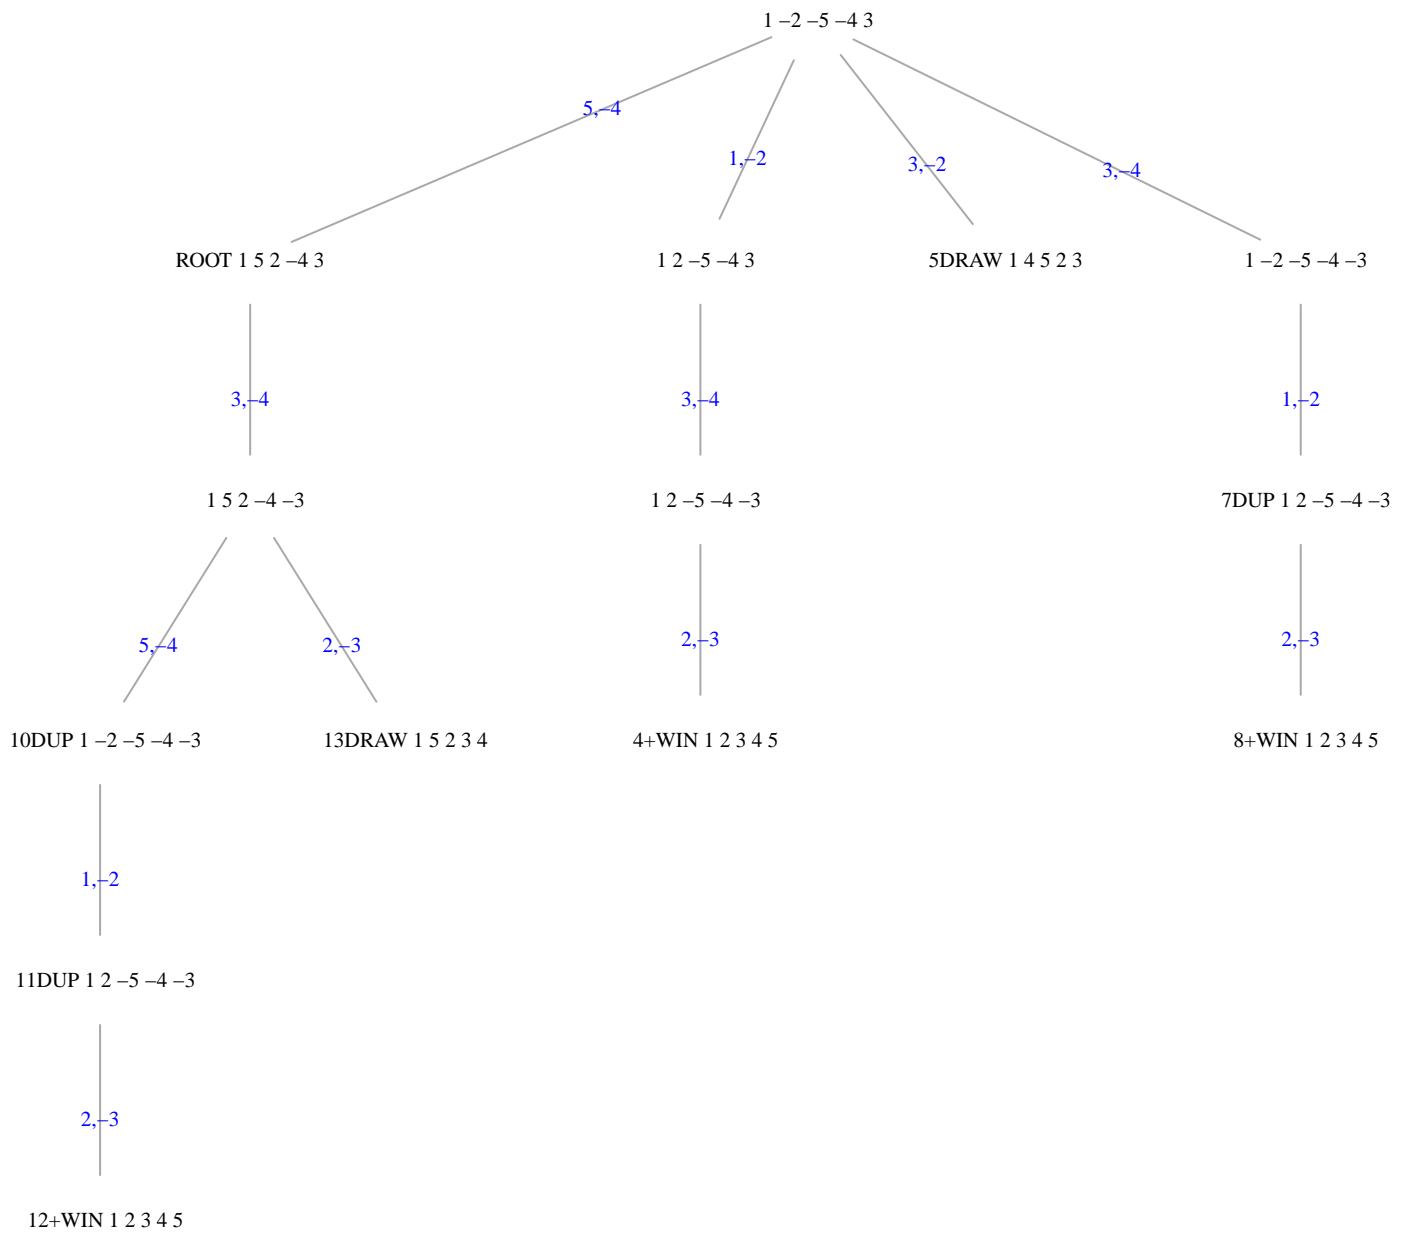 1 –2 –5 –4 3
5,–4
1,–2
3,–2
3,–4
ROOT 1 5 2 –4 3
1 2 –5 –4 3
5DRAW 1 4 5 2 3
1 –2 –5 –4 –3
3,–4
3,–4
1,–2
1 5 2 –4 –3
1 2 –5 –4 –3
7DUP 1 2 –5 –4 –3
5,–4
2,–3
2,–3
2,–3
10DUP 1 –2 –5 –4 –3
13DRAW 1 5 2 3 4
4+WIN 1 2 3 4 5
8+WIN 1 2 3 4 5
1,–2
11DUP 1 2 –5 –4 –3
2,–3
12+WIN 1 2 3 4 5